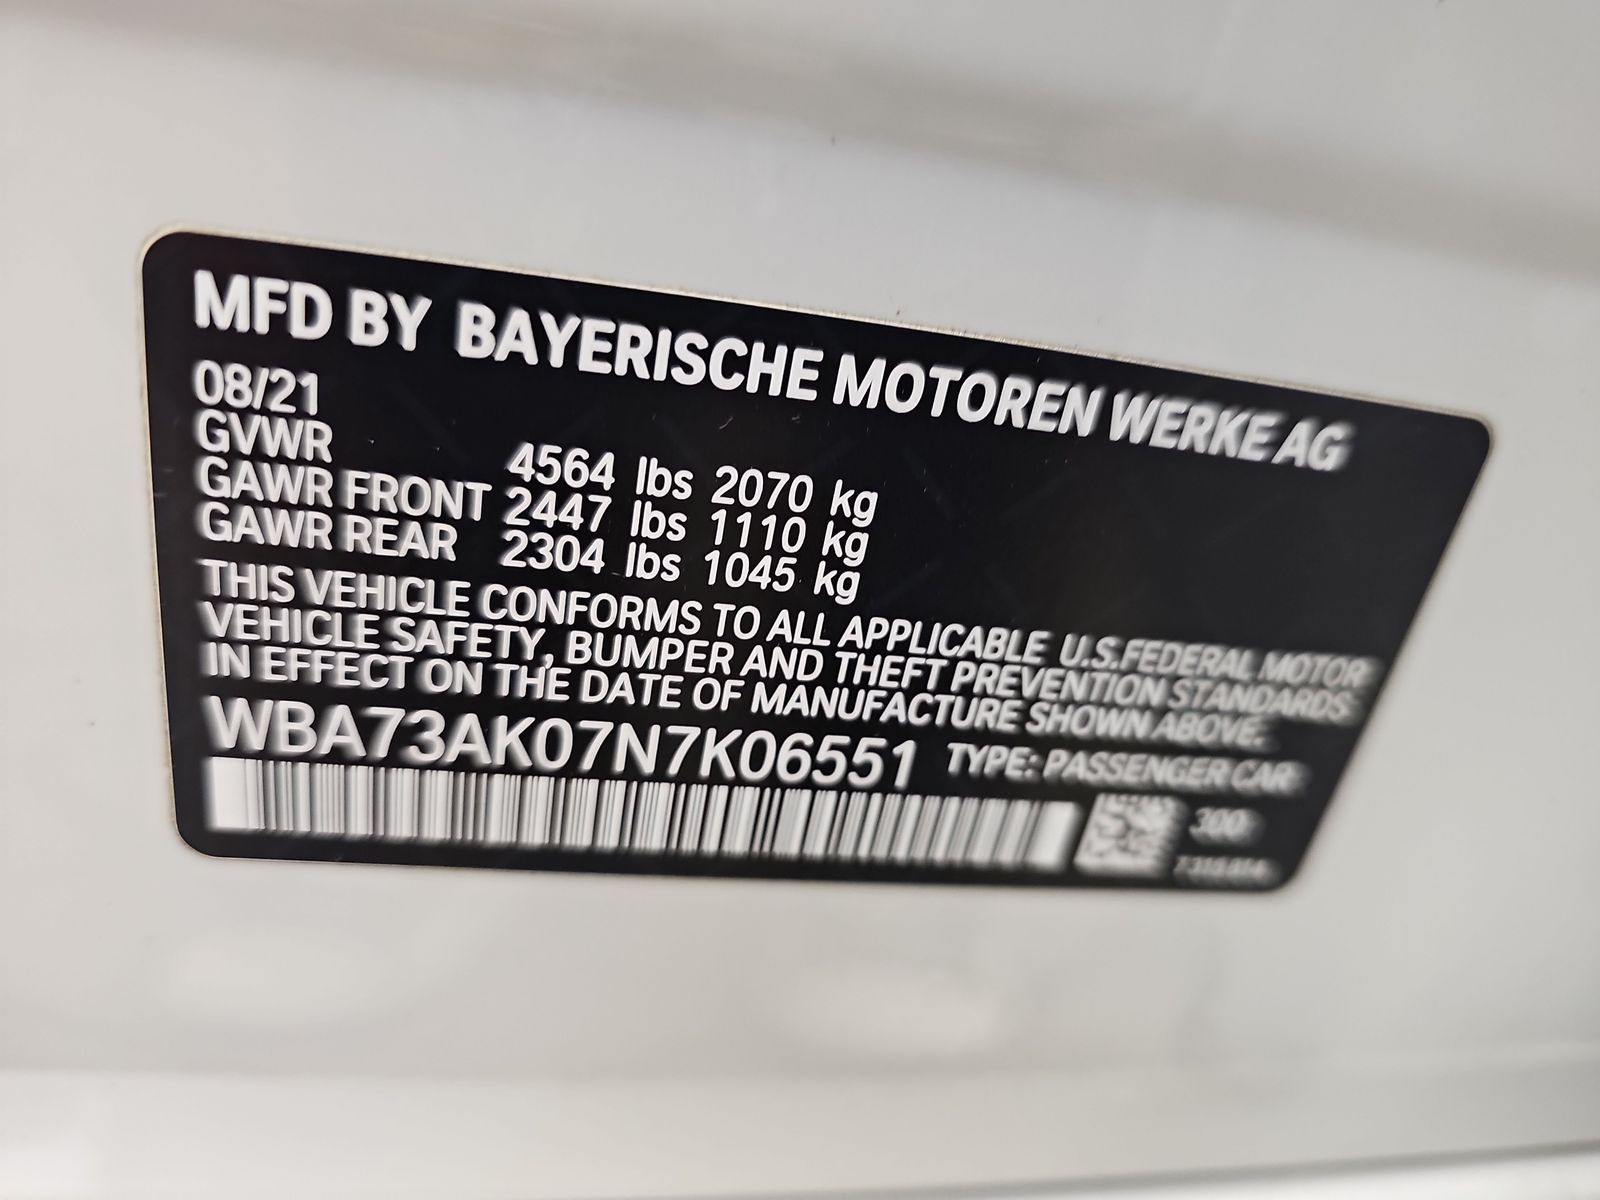 MFD BY BAYERISCHE MOTOREN WERKE AG
08/21
GVWR 4564 lbs 2070 kg
GAWR FRONT 2447 lbs 1110 kg
GAWR REAR 2304 lbs 1045 kg
THIS VEHICLE CONFORMS TO ALL APPLICABLE U.S.FEDERAL MOTOR
VEHICLE SAFETY, BUMPER AND THEFT PREVENTION STANDARDS
IN EFFECT ON THE DATE OF MANUFACTURE SHOWN ABOVE.
WBA73AK07N7K06551 TYPE: PASSENGER CAR
300